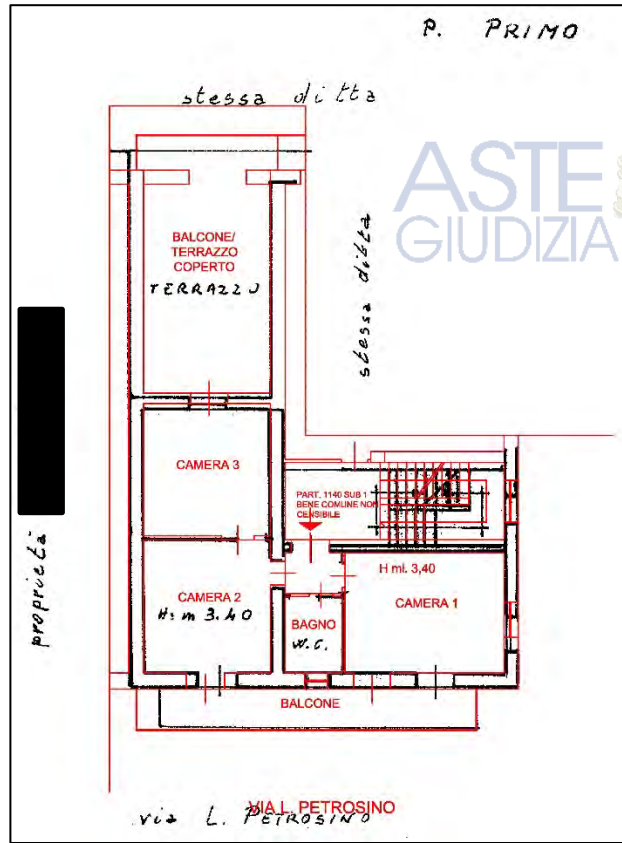 P. PRIMO
stessa ditta
ASTE
GIUDIZIA
BALCONE/
TERRAZZO
COPERTO
TERRAZZO
stessa ditta
CAMERA 3
PART. 1140 SUB 1
BENE COMUNE NON
CENSIBILE
H ml. 3,40
CAMERA 2
H: m 3.40
CAMERA 1
BAGNO
W.C.
proprietà
BALCONE
VIA L. PETROSINO
via L. PETROSINO